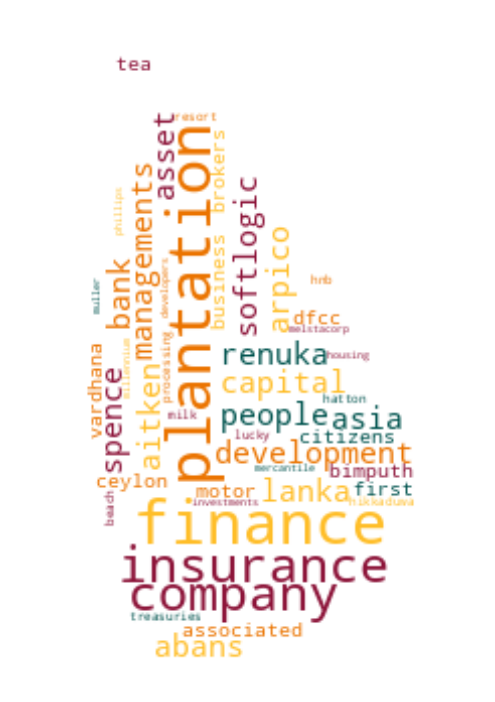 tea
resort
asset
plantation
brokers
managements
phillips
softlogic
arpico
business
bank
developers
processing
muller
hnb
dfcc
melstacorp
renuka
housing
vardhana
millennium
aitken
spence
capital
hatton
milk
people
asia
lucky
citizens
development
mercantile
bimputh
ceylon
motor
lanka
first
beach
investments
hikkaduwa
finance
insurance
company
treasuries
associated
abans